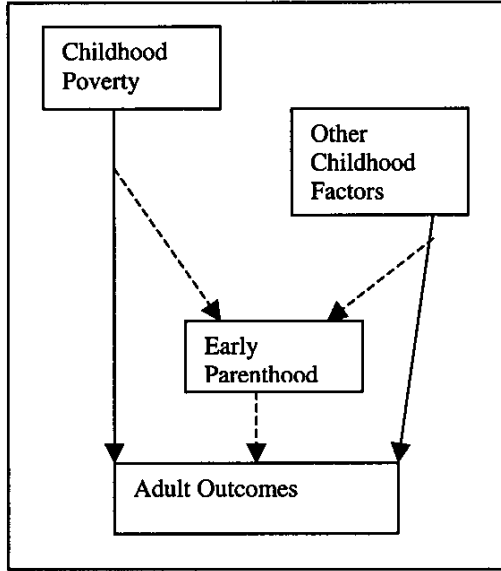 Childhood
Poverty
Other
Childhood
Factors
Early
Parenthood
Adult Outcomes